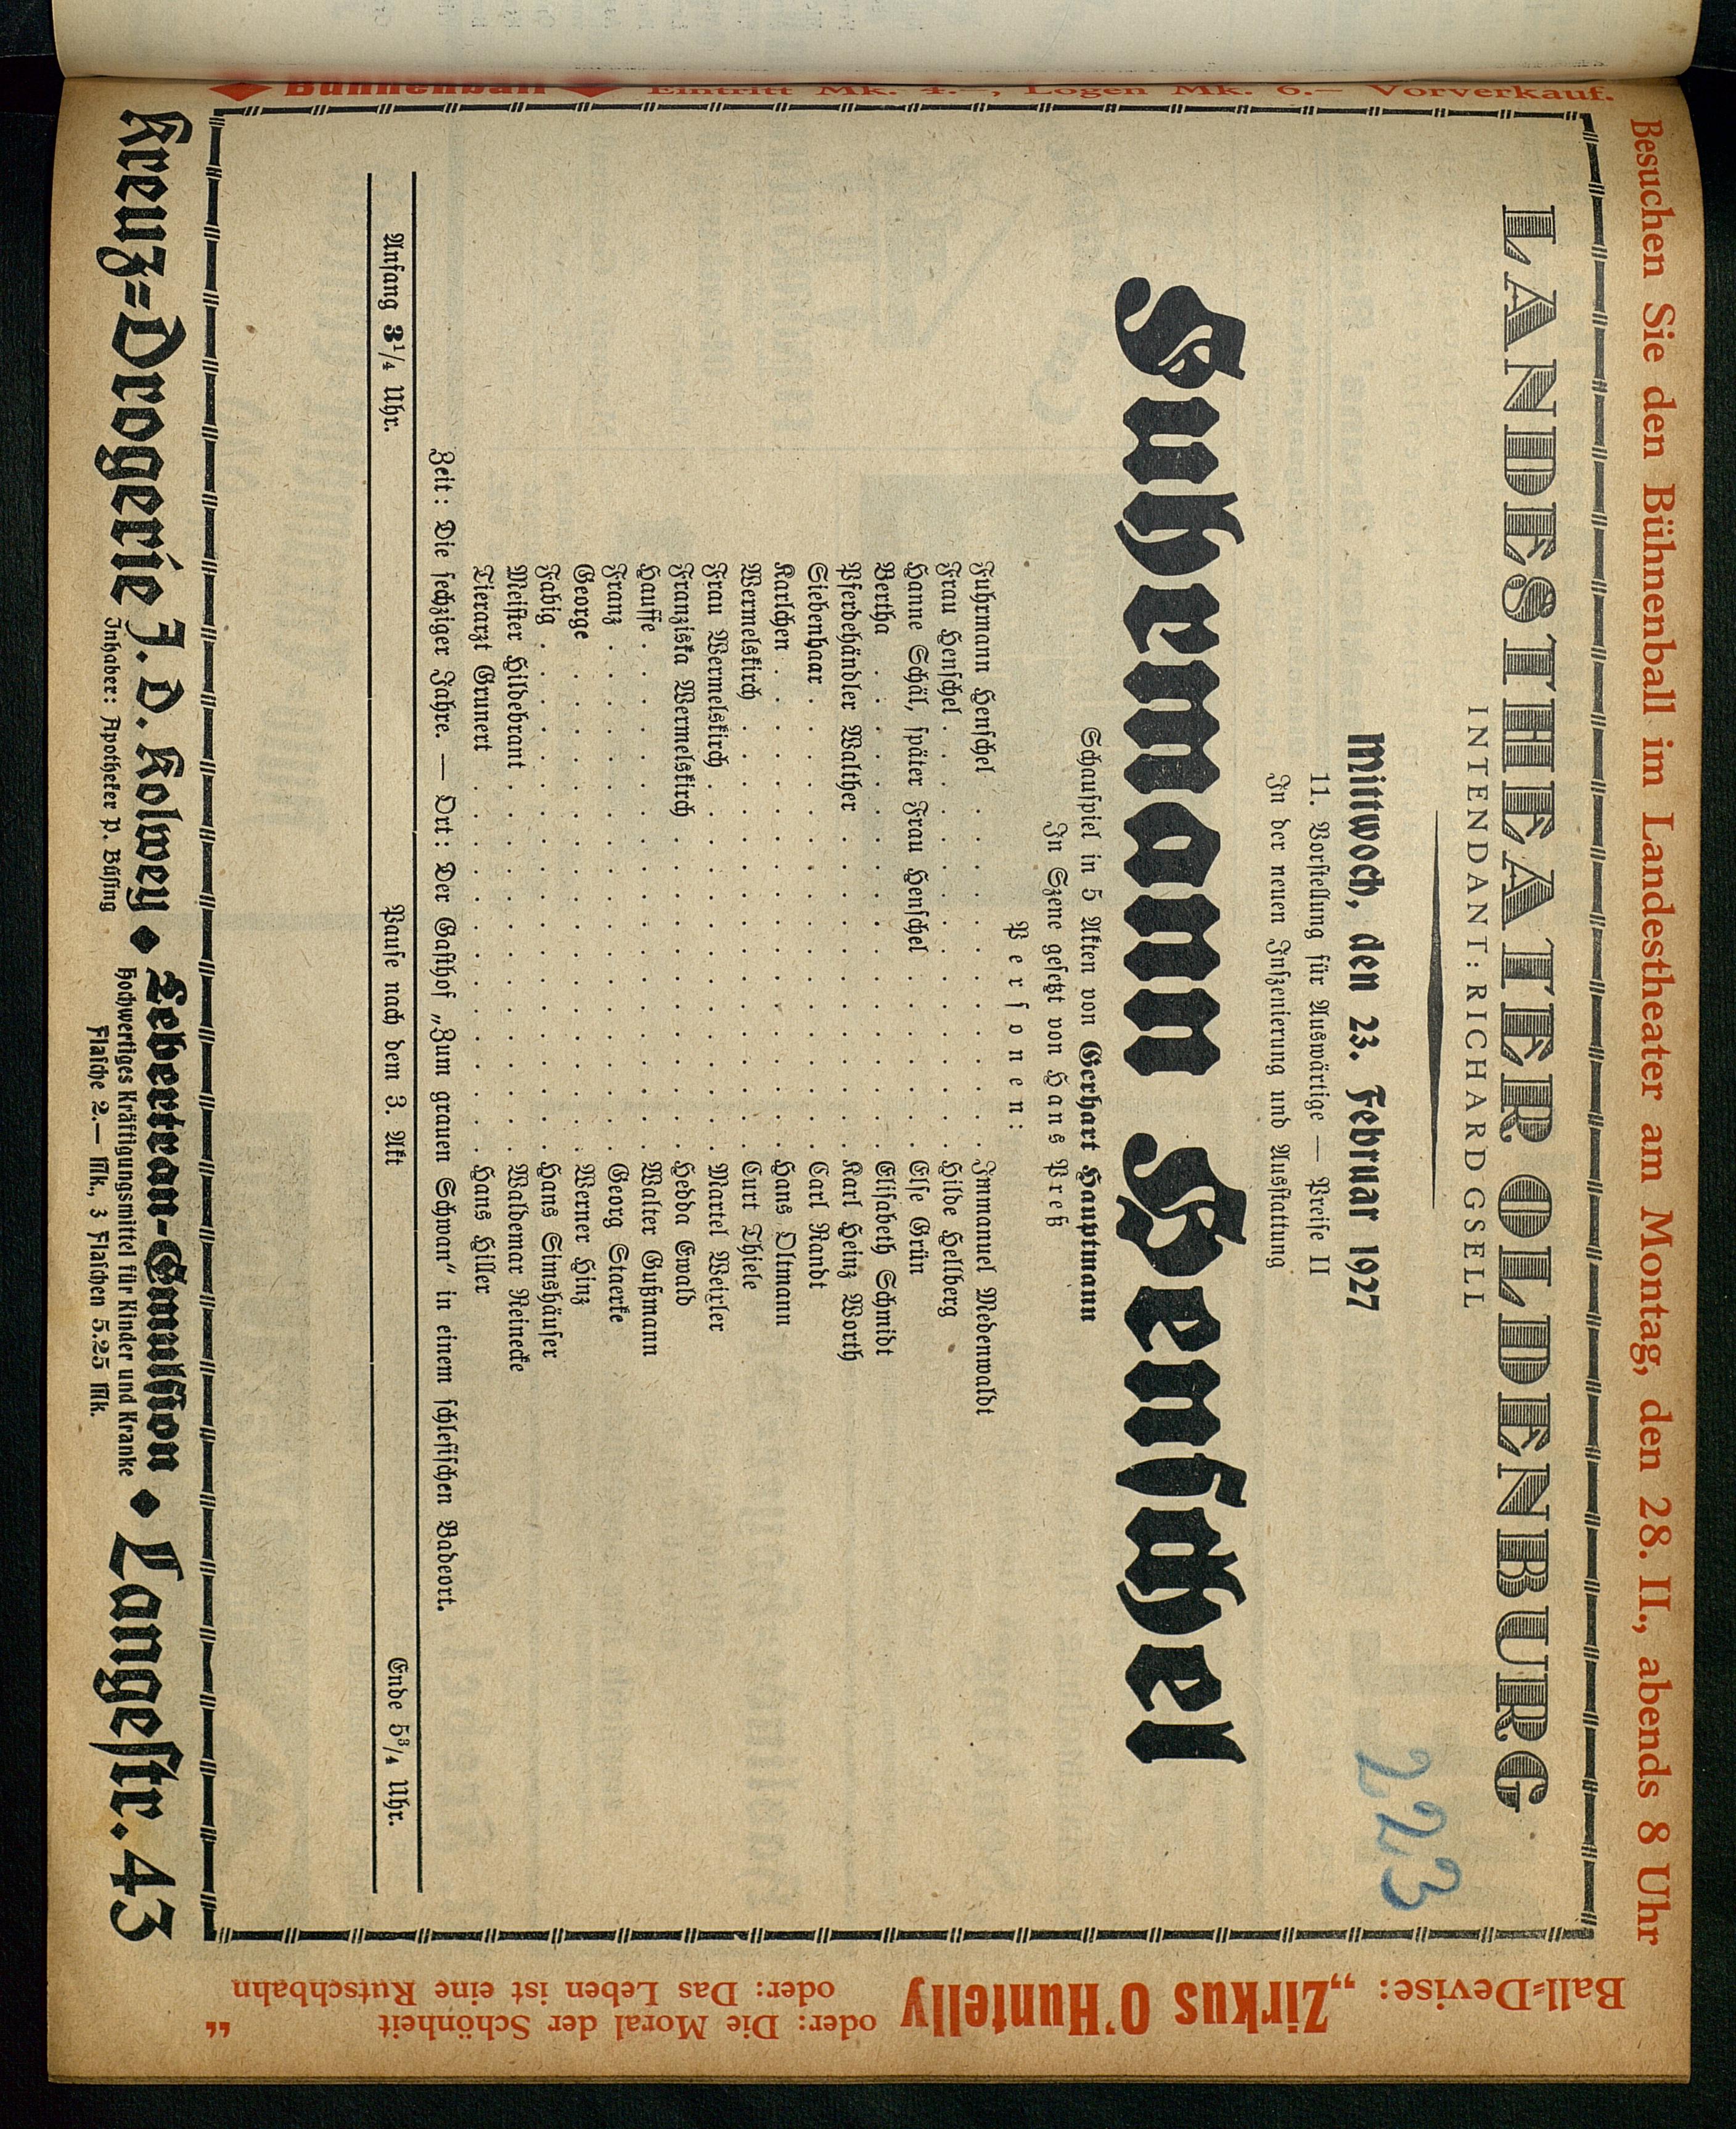 Besuchen Sie den Bühnenball im Landestheater am Montag, den 28. II., abends 8 Uhr
LANDESTHEATER OLDENBURG
INTENDANT: RICHARD GSELL
223
Mittwoch, den 23. Februar 1927
11. Vorstellung für Auswärtige — Preise II
In der neuen Inszenierung und Ausstattung
Fuhrmann Henschel
Schauspiel in 5 Akten von Gerhart Hauptmann
In Szene gesetzt von Hans Preß
Personen:
Fuhrmann Henschel . . . . . . . Immanuel Medenwaldt
Frau Henschel . . . . . . . . Hilde Hellberg
Hanne Schäl, später Frau Henschel . . . . Else Grün
Bertha . . . . . . . . . . Elisabeth Schmidt
Pferdehändler Walther . . . . . . Karl Heinz Worth
Siebenhaar . . . . . . . . . Carl Randt
Karlchen . . . . . . . . . . Hans Oltmann
Wermelskirch . . . . . . . . . Curt Thiele
Frau Wermelskirch . . . . . . . . Martel Weixler
Franziska Wermelskirch . . . . . . Hedda Ewald
Hauffe . . . . . . . . . . Walter Gußmann
Franz . . . . . . . . . . Georg Staerke
George . . . . . . . . . . Werner Hinz
Fabig . . . . . . . . . . Hans Simshäuser
Meister Hildebrant . . . . . . . Waldemar Reinecke
Tierarzt Grunert . . . . . . . . Hans Hiller
Zeit: Die sechziger Jahre. — Ort: Der Gasthof „Zum grauen Schwan“ in einem schlesischen Badeort.
Anfang 3¼ Uhr. Pause nach dem 3. Akt Ende 5¾ Uhr.
Kreuz=Drogerie J. D. Kolwey ◆ Lebertran-Emulsion ◆ Langestr. 43
Inhaber: Apotheker P. Büsing
Hochwertiges Kräftigungsmittel für Kinder und Kranke
Flasche 2.— Mk., 3 Flaschen 5.25 Mk.
Ball=Devise: „Zirkus O'Huntelly oder: Die Moral der Schönheit
oder: Das Leben ist eine Rutschbahn“
Bühnenball Eintritt Mk. 4.—, Logen Mk. 6.— Vorverkauf.